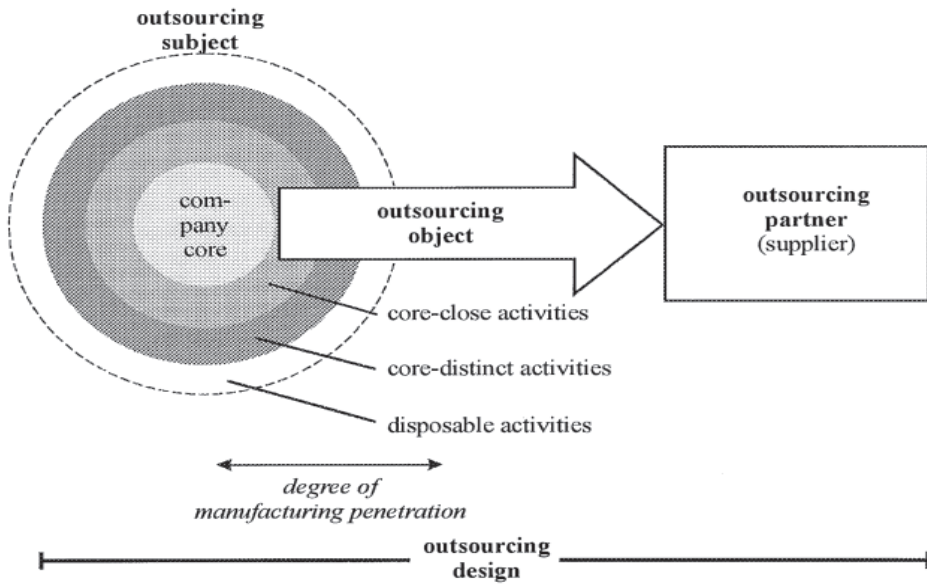 outsourcing
subject
com-
pany
core
outsourcing
object
outsourcing
partner
(supplier)
core-close activities
core-distinct activities
disposable activities
degree of
manufacturing penetration
outsourcing
design